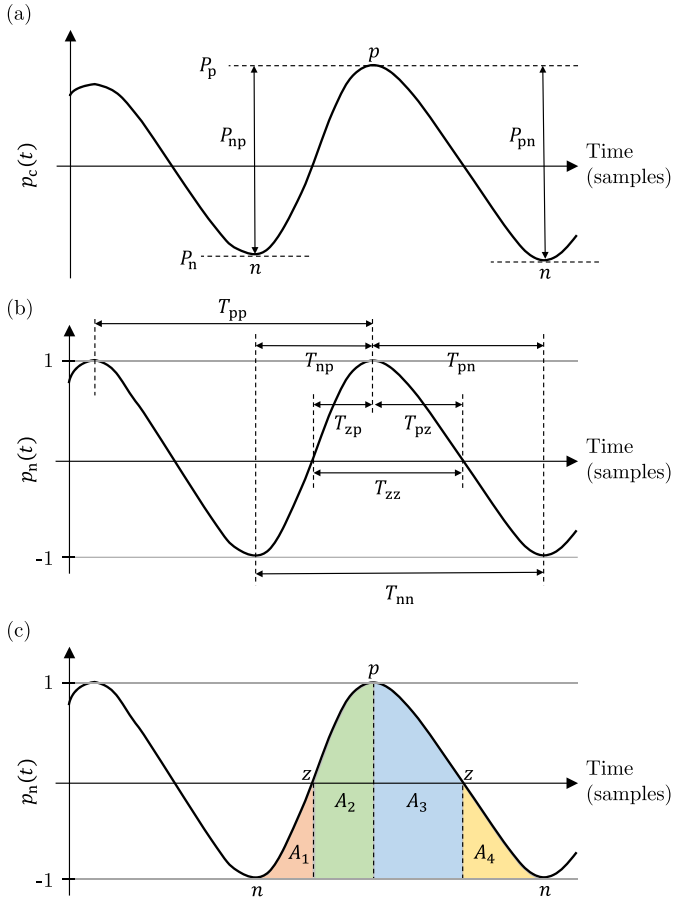 (a)
p
P_p
P_np
P_pn
p_c(t)
Time
(samples)
P_n
n
n
(b)
T_pp
1
T_np
T_pn
T_zp
T_pz
p_n(t)
Time
(samples)
T_zz
-1
T_nn
(c)
p
1
z
z
p_n(t)
Time
(samples)
A_2
A_3
A_1
A_4
-1
n
n